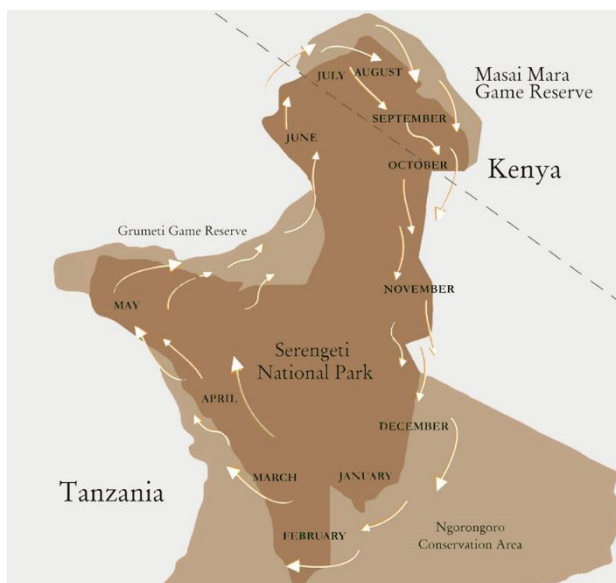 JULY
AUGUST
Masai Mara
Game Reserve
SEPTEMBER
JUNE
OCTOBER
Kenya
Grumeti Game Reserve
MAY
NOVEMBER
Serengeti
National Park
APRIL
DECEMBER
MARCH
JANUARY
Tanzania
FEBRUARY
Ngorongoro
Conservation Area